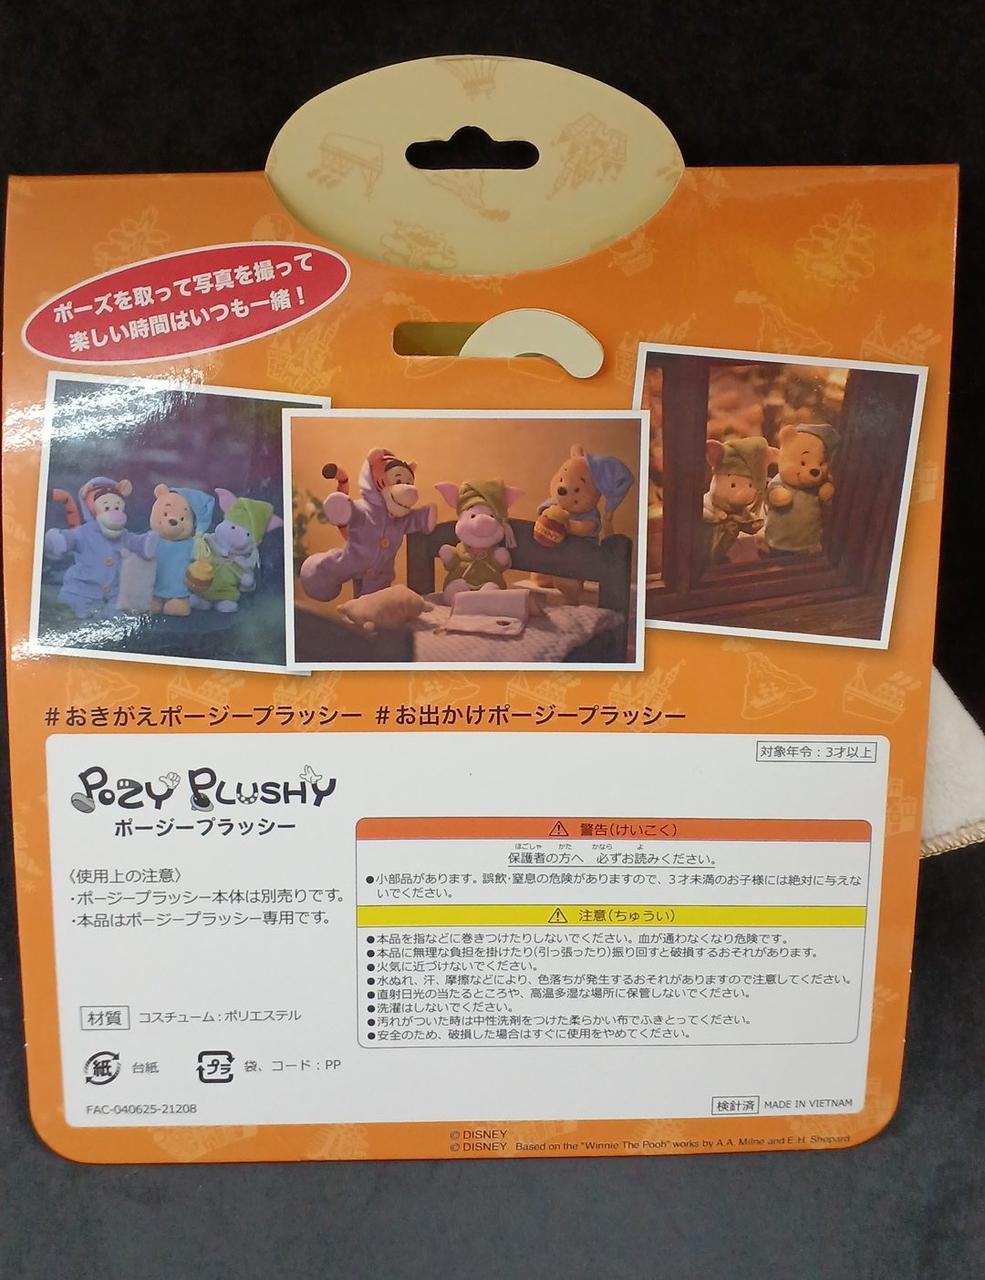 ポーズを取って写真を撮って
楽しい時間はいつも一緒！
#おきがえポージープラッシー #お出かけポージープラッシー
対象年令：3才以上
POZY PLUSHY
ポージープラッシー
〈使用上の注意〉
・ポージープラッシー本体は別売りです。
・本品はポージープラッシー専用です。
材質 コスチューム：ポリエステル
紙 台紙 プラ 袋、コード：PP
FAC-040625-21208
警告(けいこく)
ほごしゃ かた かなら よ
保護者の方へ 必ずお読みください。
●小部品があります。誤飲・窒息の危険がありますので、3才未満のお子様には絶対に与えな
いでください。
注意(ちゅうい)
●本品を指などに巻きつけたりしないでください。血が通わなくなり危険です。
●本品に無理な負担を掛けたり(引っ張ったり)振り回すと破損するおそれがあります。
●火気に近づけないでください。
●水ぬれ、汗、摩擦などにより、色落ちが発生するおそれがありますので注意してください。
●直射日光の当たるところや、高温多湿な場所に保管しないでください。
●洗濯はしないでください。
●汚れがついた時は中性洗剤をつけた柔らかい布でふきとってください。
●安全のため、破損した場合はすぐに使用をやめてください。
検針済 MADE IN VIETNAM
© DISNEY
© DISNEY Based on the "Winnie The Pooh" works by A.A. Milne and E.H. Shepard